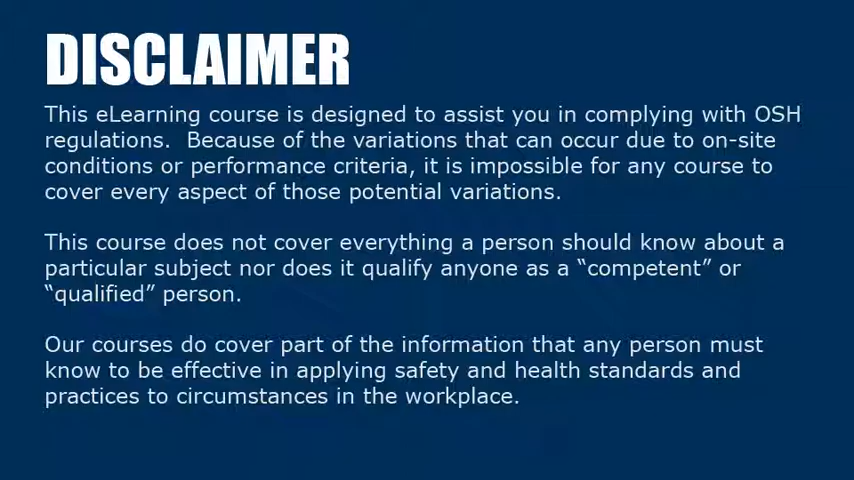 DISCLAIMER
This eLearning course is designed to assist you in complying with OSH
regulations.  Because of the variations that can occur due to on-site
conditions or performance criteria, it is impossible for any course to
cover every aspect of those potential variations.
This course does not cover everything a person should know about a
particular subject nor does it qualify anyone as a “competent” or
“qualified” person.
Our courses do cover part of the information that any person must
know to be effective in applying safety and health standards and
practices to circumstances in the workplace.